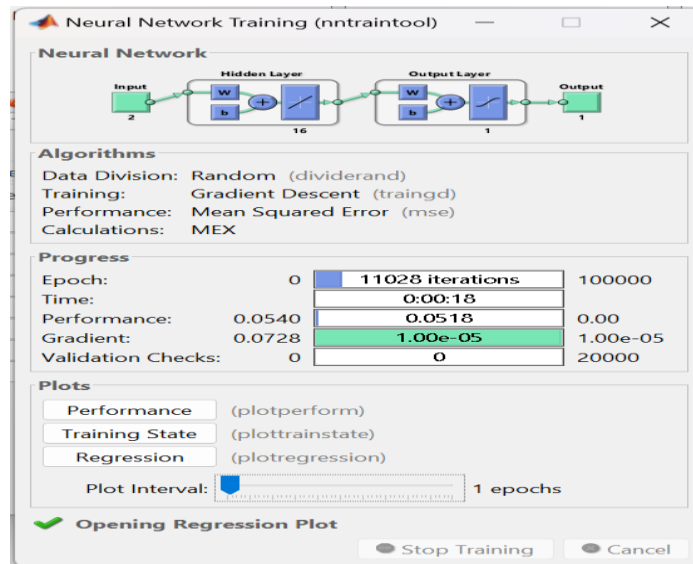 Neural Network Training (nntraintool)
Neural Network
Hidden Layer
Output Layer
Input
W
b
W
b
Output
2
16
1
1
Algorithms
Data Division: Random (dividerand)
Training: Gradient Descent (traingd)
Performance: Mean Squared Error (mse)
Calculations: MEX
Progress
Epoch: 0 11028 iterations 100000
Time: 0:00:18
Performance: 0.0540 0.0518 0.00
Gradient: 0.0728 1.00e-05 1.00e-05
Validation Checks: 0 0 20000
Plots
Performance (plotperform)
Training State (plottrainstate)
Regression (plotregression)
Plot Interval: 1 epochs
Opening Regression Plot
Stop Training Cancel